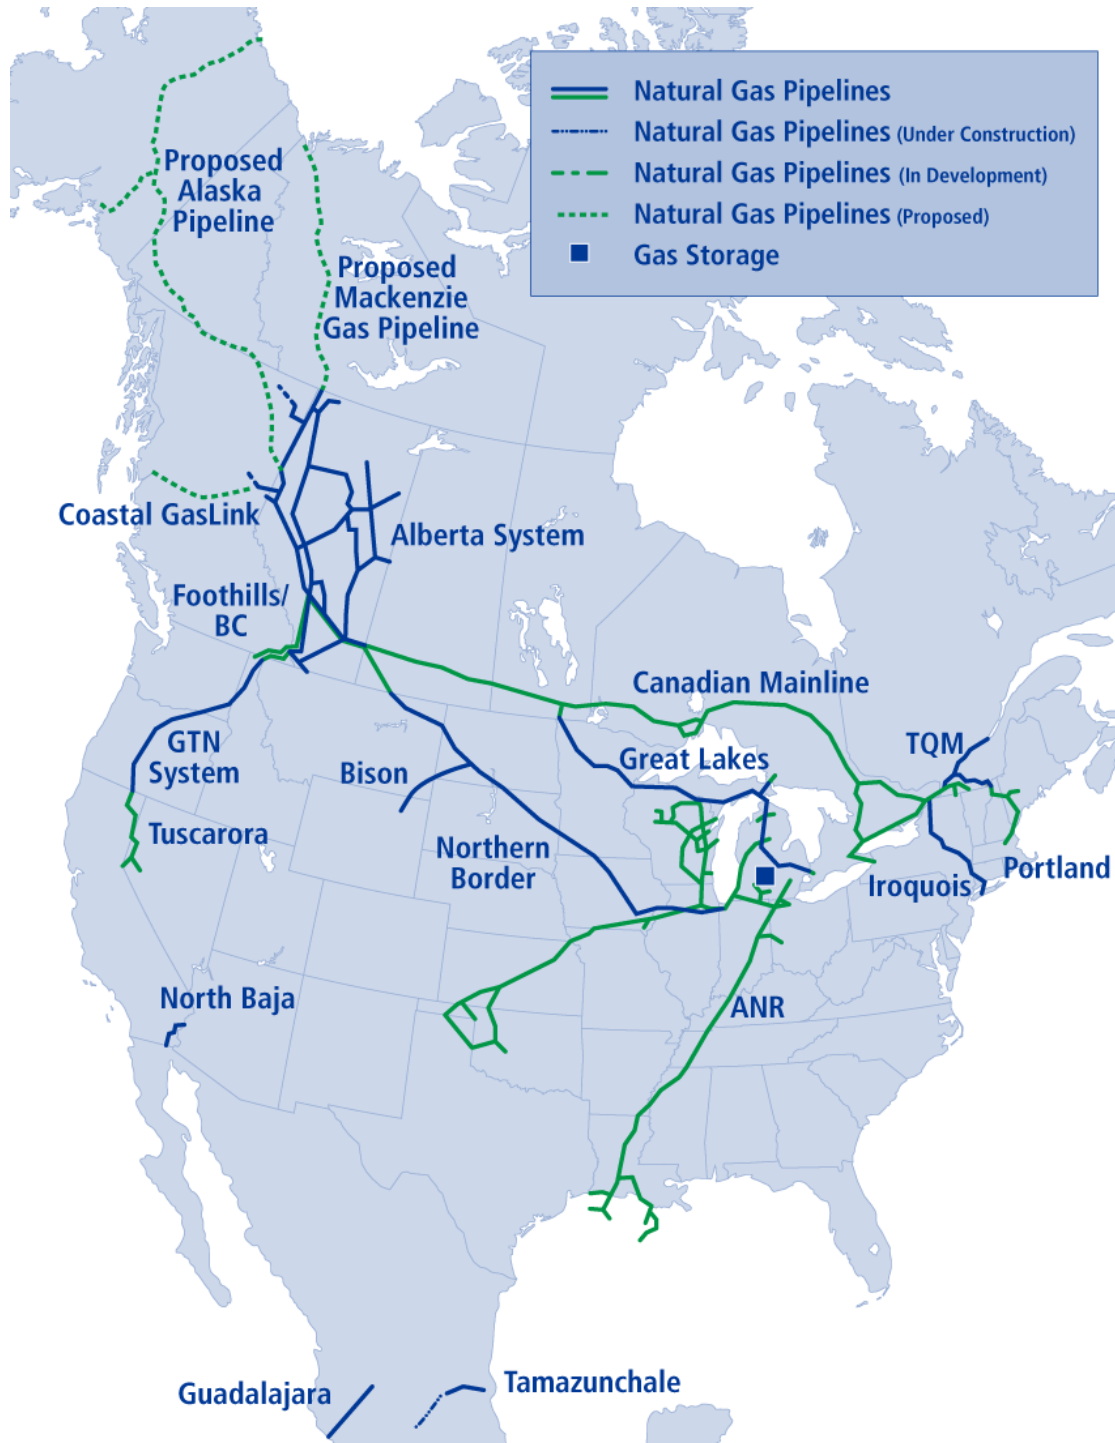 Natural Gas Pipelines
Natural Gas Pipelines (Under Construction)
Natural Gas Pipelines (In Development)
Natural Gas Pipelines (Proposed)
Gas Storage
Proposed
Alaska
Pipeline
Proposed
Mackenzie
Gas Pipeline
Coastal GasLink
Alberta System
Foothills/
BC
Canadian Mainline
GTN
System
Bison
Great Lakes
TQM
Tuscarora
Northern
Border
Iroquois
Portland
North Baja
ANR
Guadalajara
Tamazunchale